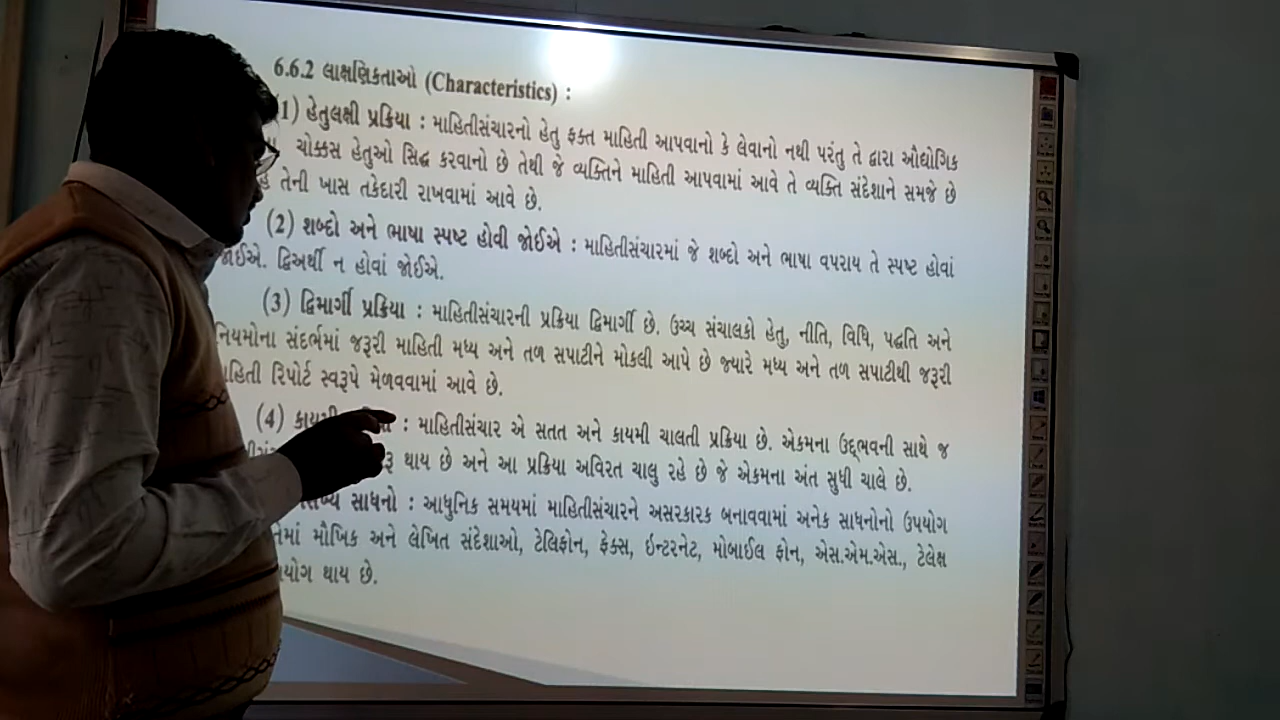 6.6.2 લાક્ષણિકતાઓ (Characteristics) :
1) હેતુલક્ષી પ્રક્રિયા : માહિતીસંચારનો હેતુ ફક્ત માહિતી આપવાનો કે લેવાનો નથી પરંતુ તે દ્વારા ઔદ્યોગિક
ચોક્કસ હેતુઓ સિદ્ધ કરવાનો છે તેથી જે વ્યક્તિને માહિતી આપવામાં આવે તે વ્યક્તિ સંદેશાને સમજે છે
તેની ખાસ તકેદારી રાખવામાં આવે છે.
(2) શબ્દો અને ભાષા સ્પષ્ટ હોવી જોઈએ : માહિતીસંચારમાં જે શબ્દો અને ભાષા વપરાય તે સ્પષ્ટ હોવાં
જોઈએ. દ્વિઅર્થી ન હોવાં જોઈએ.
(3) દ્વિમાર્ગી પ્રક્રિયા : માહિતીસંચારની પ્રક્રિયા દ્વિમાર્ગી છે. ઉચ્ચ સંચાલકો હેતુ, નીતિ, વિધિ, પદ્ધતિ અને
નિયમોના સંદર્ભમાં જરૂરી માહિતી મધ્ય અને તળ સપાટીને મોકલી આપે છે જ્યારે મધ્ય અને તળ સપાટીથી જરૂરી
રિપોર્ટ સ્વરૂપે મેળવવામાં આવે છે.
(4) : માહિતીસંચાર એ સતત અને કાયમી ચાલતી પ્રક્રિયા છે. એકમના ઉદ્ભવની સાથે જ
થાય છે અને આ પ્રક્રિયા અવિરત ચાલુ રહે છે જે એકમના અંત સુધી ચાલે છે.
સાધનો : આધુનિક સમયમાં માહિતીસંચારને અસરકારક બનાવવામાં અનેક સાધનોનો ઉપયોગ
મૌખિક અને લેખિત સંદેશાઓ, ટેલિફોન, ફેક્સ, ઇન્ટરનેટ, મોબાઈલ ફોન, એસ.એમ.એસ., ટેલેક્ષ
થાય છે.